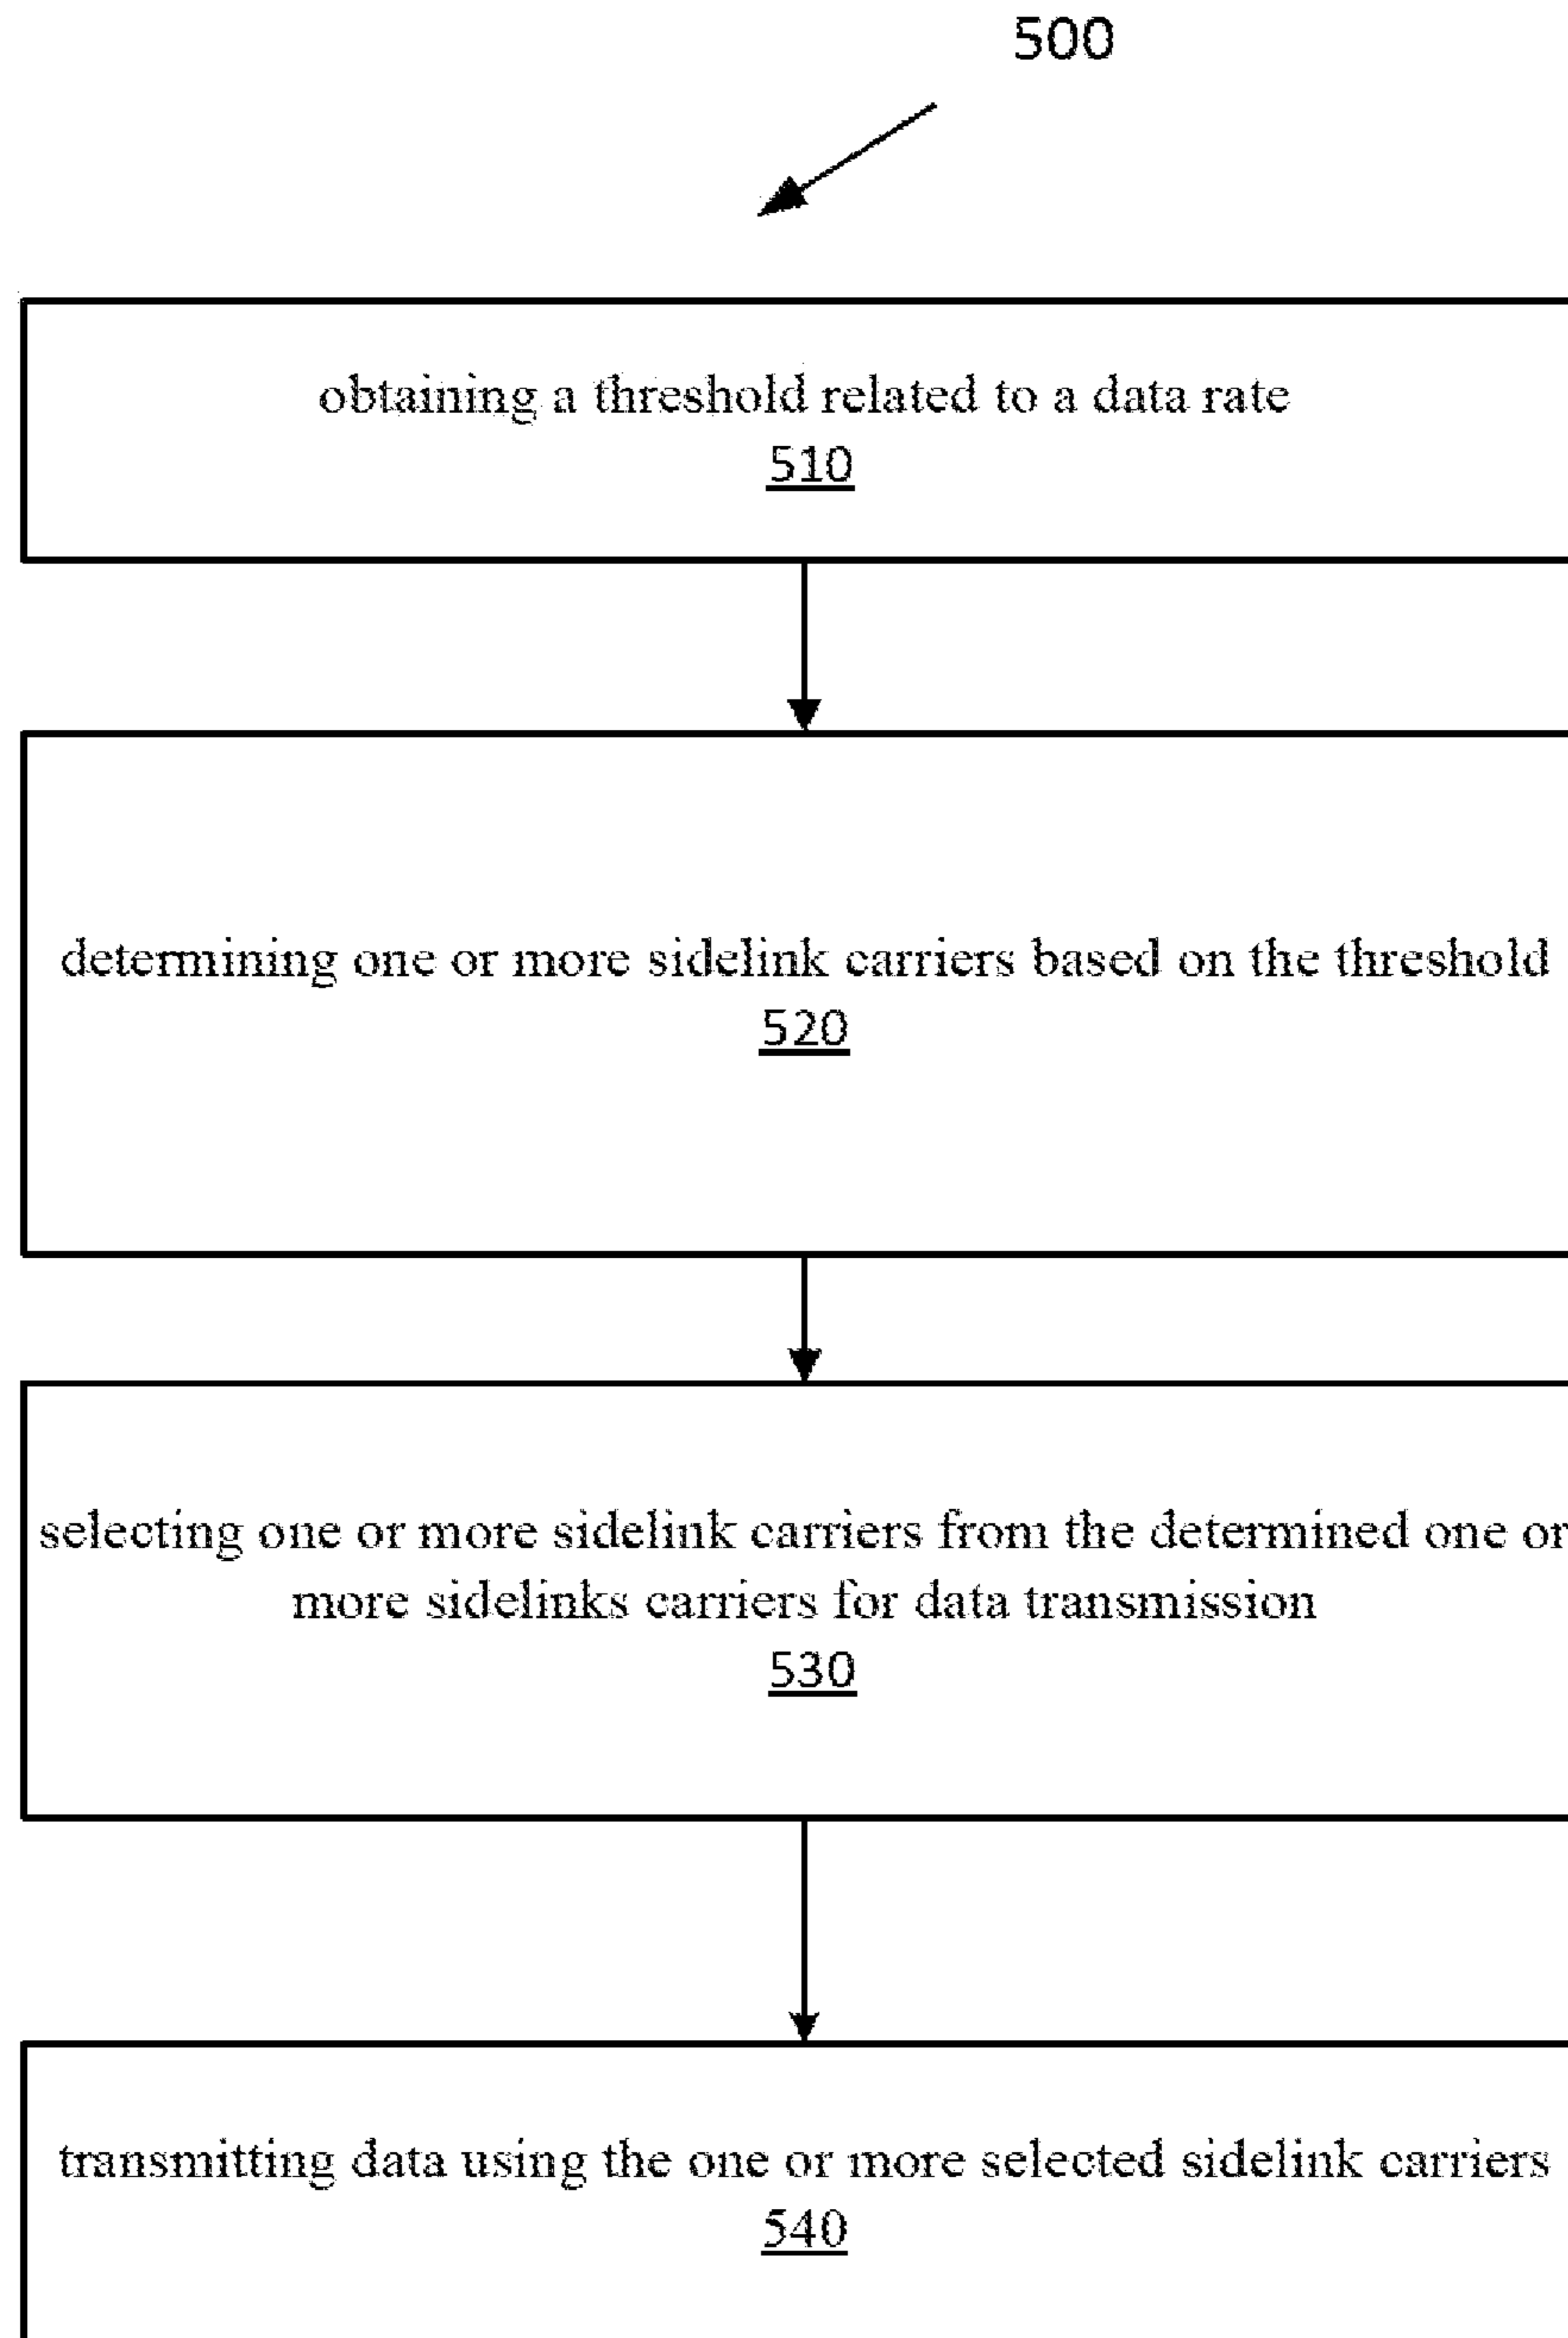 500
obtaining a threshold related to a data rate
510
determining one or more sidelink carriers based on the threshold
520
selecting one or more sidelink carriers from the determined one or
more sidelinks carriers for data transmission
530
transmitting data using the one or more selected sidelink carriers
540